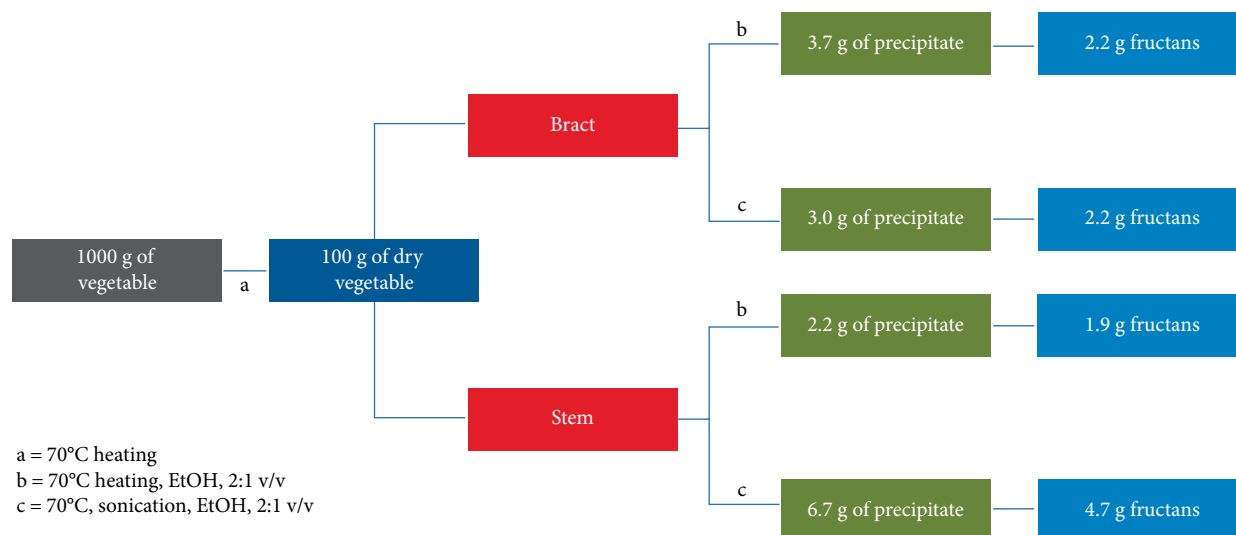 b
3.7 g of precipitate
2.2 g fructans
Bract
c
3.0 g of precipitate
2.2 g fructans
1000 g of
vegetable
a
100 g of dry
vegetable
b
2.2 g of precipitate
1.9 g fructans
Stem
c
6.7 g of precipitate
4.7 g fructans
a = 70°C heating
b = 70°C heating, EtOH, 2:1 v/v
c = 70°C, sonication, EtOH, 2:1 v/v